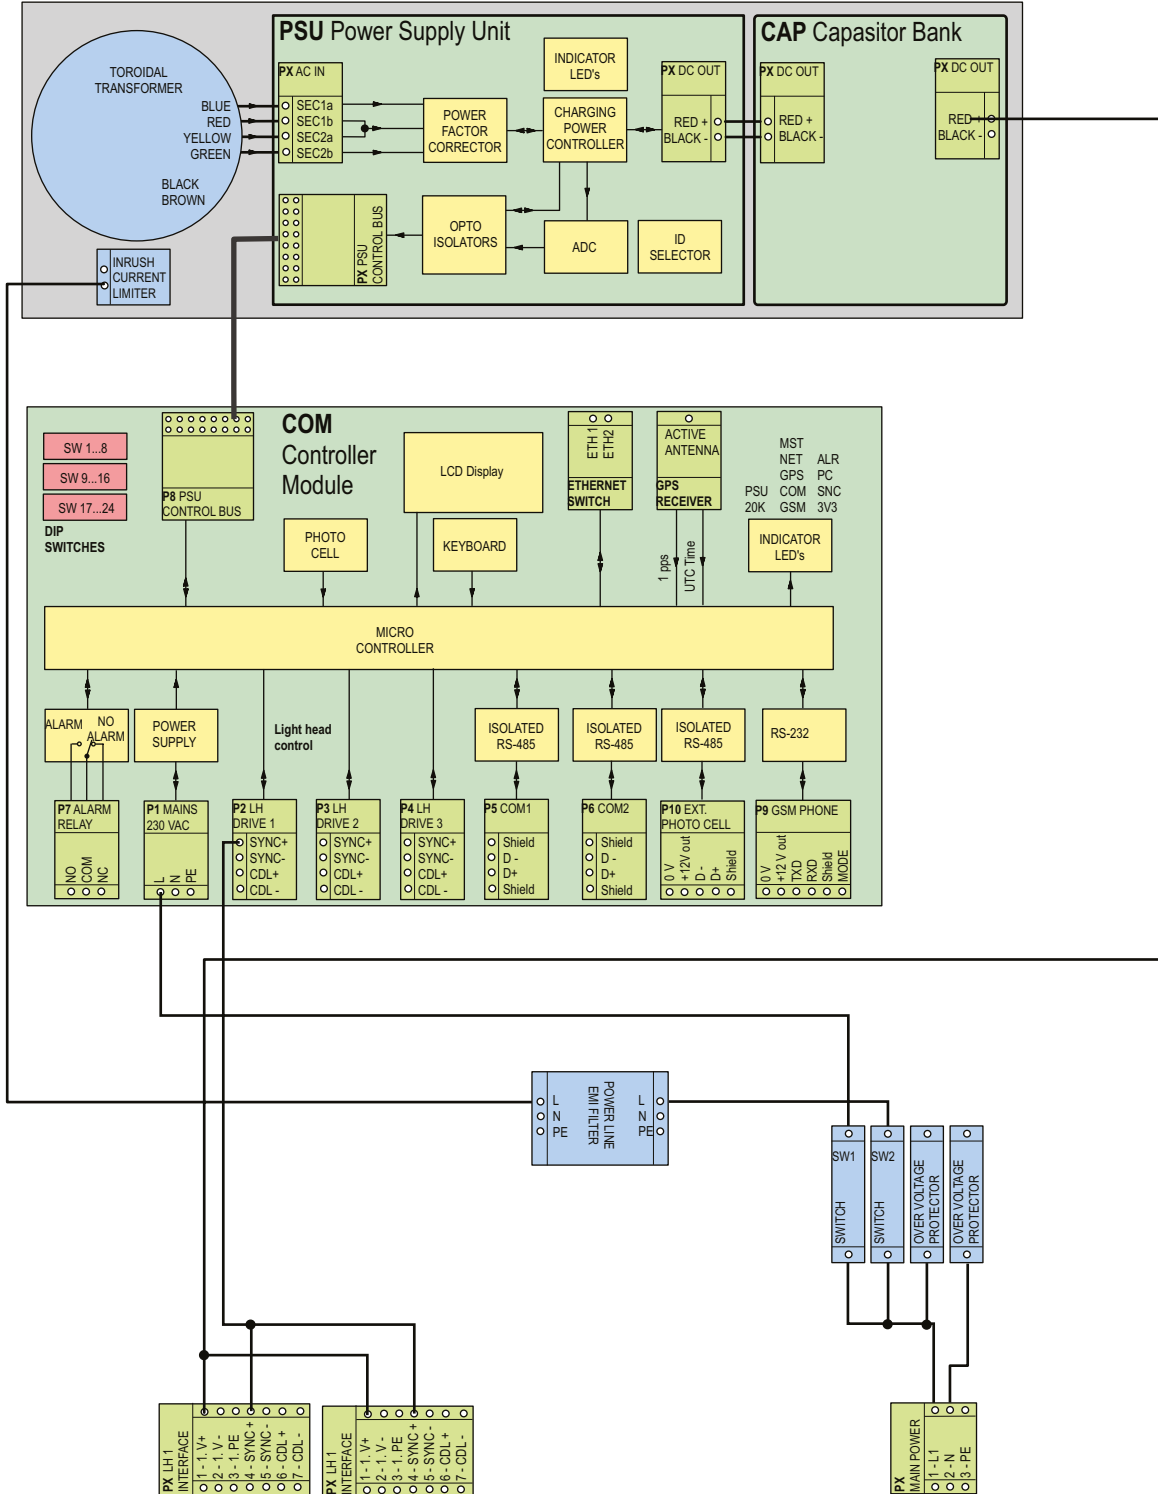 PSU Power Supply Unit
CAP Capasitor Bank
TOROIDAL
TRANSFORMER
BLUE
RED
YELLOW
GREEN
BLACK
BROWN
PX AC IN
SEC1a
SEC1b
SEC2a
SEC2b
POWER
FACTOR
CORRECTOR
INDICATOR
LED's
CHARGING
POWER
CONTROLLER
PX DC OUT
RED +
BLACK -
PX DC OUT
RED +
BLACK -
PX DC OUT
RED +
BLACK -
PX PSU
CONTROL BUS
OPTO
ISOLATORS
ADC
ID
SELECTOR
INRUSH
CURRENT
LIMITER
COM
Controller
Module
SW 1...8
SW 9...16
SW 17...24
DIP
SWITCHES
P8 PSU
CONTROL BUS
PHOTO
CELL
LCD Display
KEYBOARD
ETH 1
ETH2
ETHERNET
SWITCH
ACTIVE
ANTENNA
GPS
RECEIVER
1 pps
UTC Time
MST
NET ALR
GPS PC
PSU COM SNC
20K GSM 3V3
INDICATOR
LED's
MICRO
CONTROLLER
ALARM
NO
ALARM
POWER
SUPPLY
Light head
control
ISOLATED
RS-485
ISOLATED
RS-485
ISOLATED
RS-485
RS-232
P7 ALARM
RELAY
NO
COM
NC
P1 MAINS
230 VAC
L
N
PE
P2 LH
DRIVE 1
SYNC+
SYNC-
CDL+
CDL -
P3 LH
DRIVE 2
SYNC+
SYNC-
CDL+
CDL -
P4 LH
DRIVE 3
SYNC+
SYNC-
CDL+
CDL -
P5 COM1
Shield
D -
D+
Shield
P6 COM2
Shield
D -
D+
Shield
P10 EXT.
PHOTO CELL
0 V
+12V out
D-
D+
Shield
P9 GSM PHONE
0 V
+12 V out
TXD
RXD
Shield
MODE
L
N
PE
POWER LINE
EMI FILTER
L
N
PE
SW1
SWITCH
SW2
SWITCH
OVER VOLTAGE
PROTECTOR
OVER VOLTAGE
PROTECTOR
PX LH 1
INTERFACE
1 - 1. V+
2 - 1. V -
3 - 1. PE
4 - SYNC +
5 - SYNC -
6 - CDL +
7 - CDL -
PX LH 1
INTERFACE
1 - 1. V+
2 - 1. V -
3 - 1. PE
4 - SYNC +
5 - SYNC -
6 - CDL +
7 - CDL -
PX
MAIN POWER
1 - L1
2 - N
3 - PE